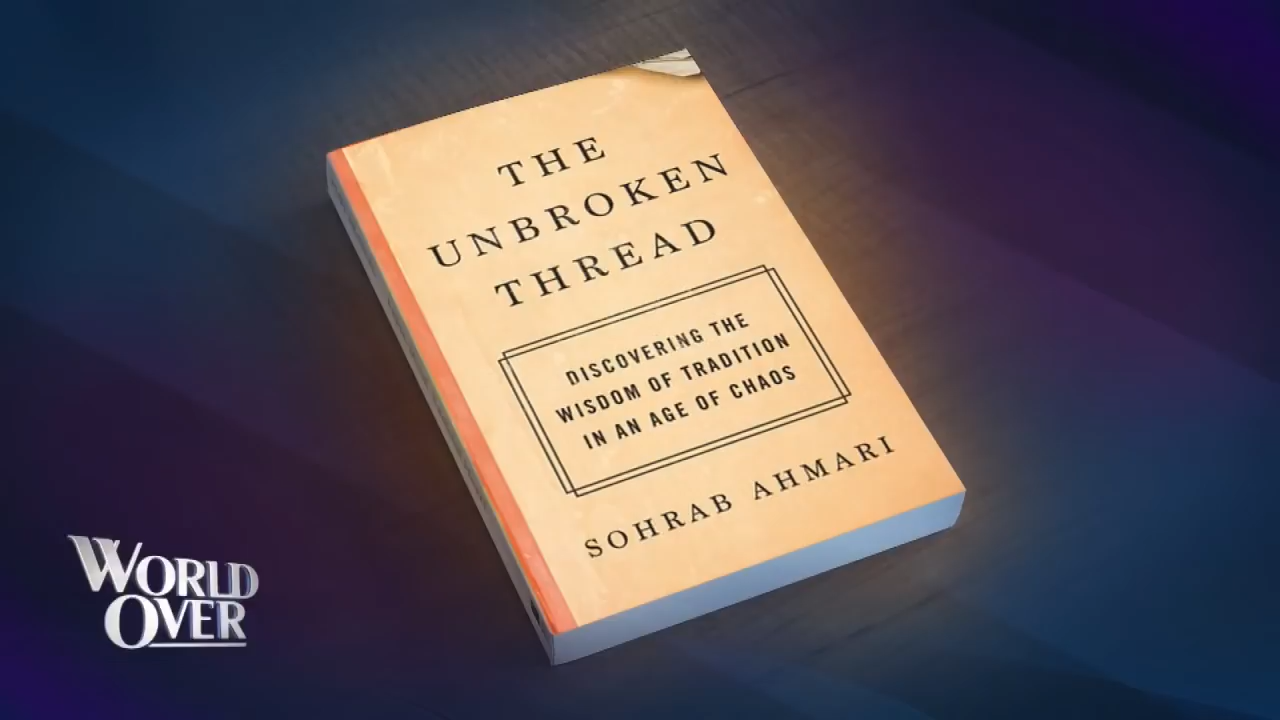 THE
UNBROKEN
THREAD
DISCOVERING THE
WISDOM OF TRADITION
IN AN AGE OF CHAOS
SOHRAB AHMARI
WORLD
OVER